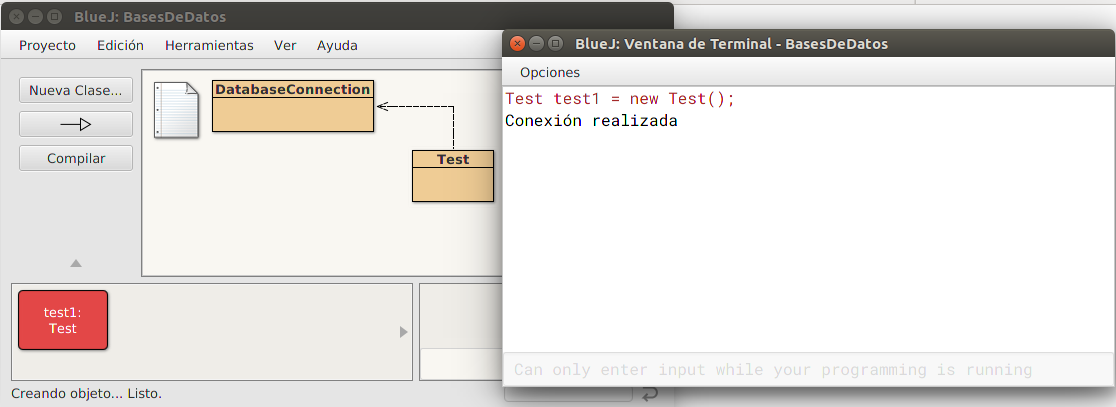 BlueJ: BasesDeDatos
Proyecto Edición Herramientas Ver Ayuda
Nueva Clase...
Compilar
DatabaseConnection
Test
test1:
Test
Creando objeto... Listo.
BlueJ: Ventana de Terminal - BasesDeDatos
Opciones
Test test1 = new Test();
Conexión realizada
Can only enter input while your programming is running